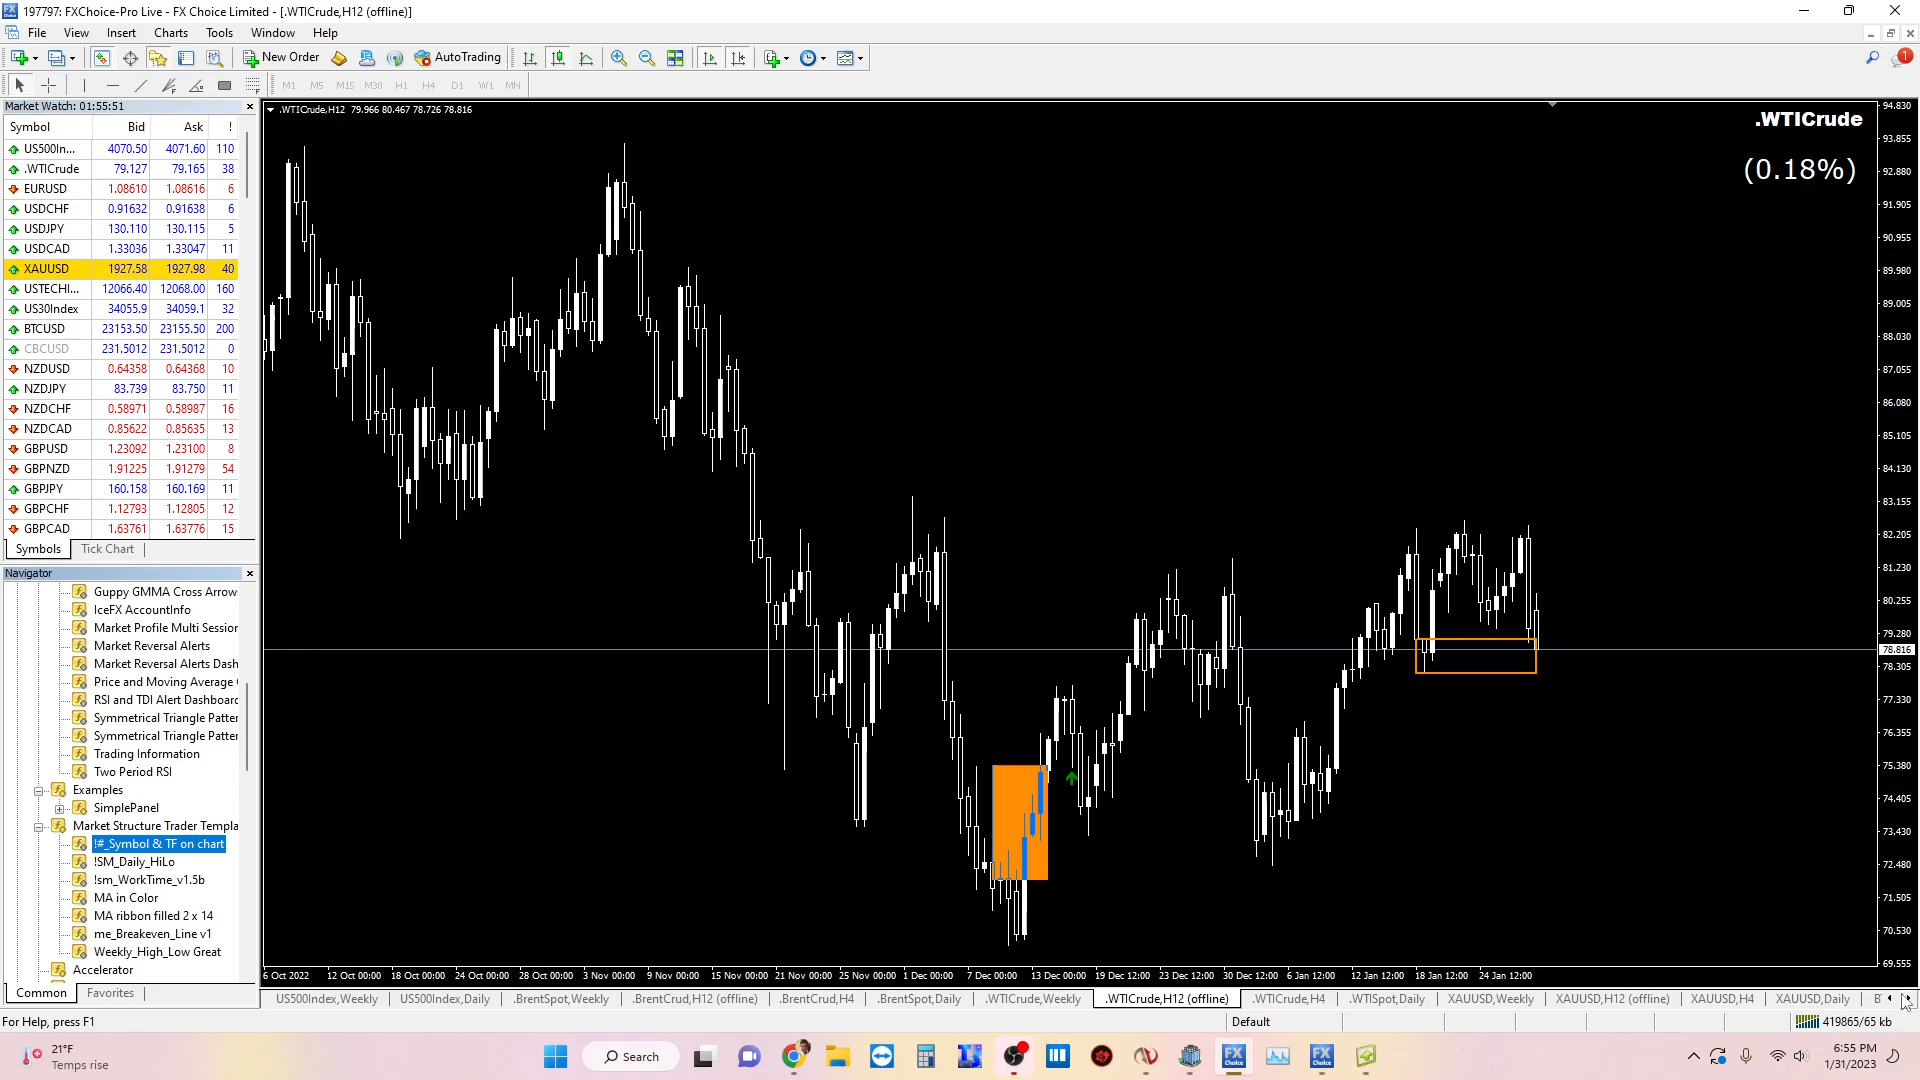 197797: FXChoice-Pro Live - FX Choice Limited - [.WTICrude,H12 (offline)]
File View Insert Charts Tools Window Help
New Order AutoTrading 1
M1 M5 M15 M30 H1 H4 D1 W1 MN
Market Watch: 01:55:51
Symbol Bid Ask !
US500In... 4070.50 4071.60 110
.WTICrude 79.127 79.165 38
EURUSD 1.08610 1.08616 6
USDCHF 0.91632 0.91638 6
USDJPY 130.110 130.115 5
USDCAD 1.33036 1.33047 11
XAUUSD 1927.58 1927.98 40
USTECHI... 12066.40 12068.00 160
US30Index 34055.9 34059.1 32
BTCUSD 23153.50 23155.50 200
CBCUSD 231.5012 231.5012 0
NZDUSD 0.64358 0.64368 10
NZDJPY 83.739 83.750 11
NZDCHF 0.58971 0.58987 16
NZDCAD 0.85622 0.85635 13
GBPUSD 1.23092 1.23100 8
GBPNZD 1.91225 1.91279 54
GBPJPY 160.158 160.169 11
GBPCHF 1.12793 1.12805 12
GBPCAD 1.63761 1.63776 15
Symbols Tick Chart
Navigator
Guppy GMMA Cross Arrow
IceFX AccountInfo
Market Profile Multi Session
Market Reversal Alerts
Market Reversal Alerts Dash
Price and Moving Average
RSI and TDI Alert Dashboard
Symmetrical Triangle Patter
Symmetrical Triangle Patter
Trading Information
Two Period RSI
Examples
SimplePanel
Market Structure Trader Templa
!#_Symbol & TF on chart
!SM_Daily_HiLo
!sm_WorkTime_v1.5b
MA in Color
MA ribbon filled 2 x 14
me_Breakeven_Line v1
Weekly_High_Low Great
Accelerator
Common Favorites
.WTICrude,H12 79.966 80.467 78.726 78.816
.WTICrude
(0.18%)
94.830
93.855
92.880
91.905
90.955
89.980
89.005
88.030
87.055
86.080
85.105
84.130
83.155
82.205
81.230
80.255
79.280
78.816
78.305
77.330
76.355
75.380
74.405
73.430
72.480
71.505
70.530
69.555
6 Oct 2022 12 Oct 00:00 18 Oct 00:00 24 Oct 00:00 28 Oct 00:00 3 Nov 00:00 9 Nov 00:00 15 Nov 00:00 21 Nov 00:00 25 Nov 00:00 1 Dec 00:00 7 Dec 00:00 13 Dec 00:00 19 Dec 12:00 23 Dec 12:00 30 Dec 12:00 6 Jan 12:00 12 Jan 12:00 18 Jan 12:00 24 Jan 12:00
US500Index,Weekly US500Index,Daily .BrentSpot,Weekly .BrentCrud,H12 (offline) .BrentCrud,H4 .BrentSpot,Daily .WTICrude,Weekly .WTICrude,H12 (offline) .WTICrude,H4 .WTISpot,Daily XAUUSD,Weekly XAUUSD,H12 (offline) XAUUSD,H4 XAUUSD,Daily
For Help, press F1 Default 419865/65 kb
21°F
Temps rise
Search
FX Choice
FX Choice
6:55 PM
1/31/2023